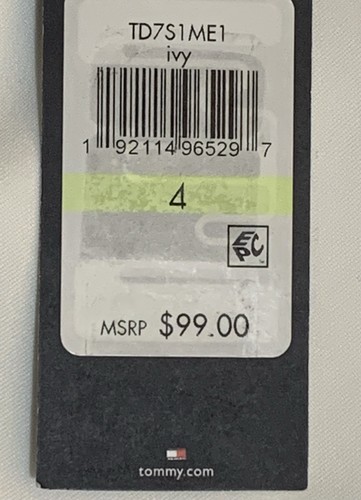 TD7S1ME1
ivy
1 92114 96529 7
4
EPC
MSRP $99.00
tommy.com